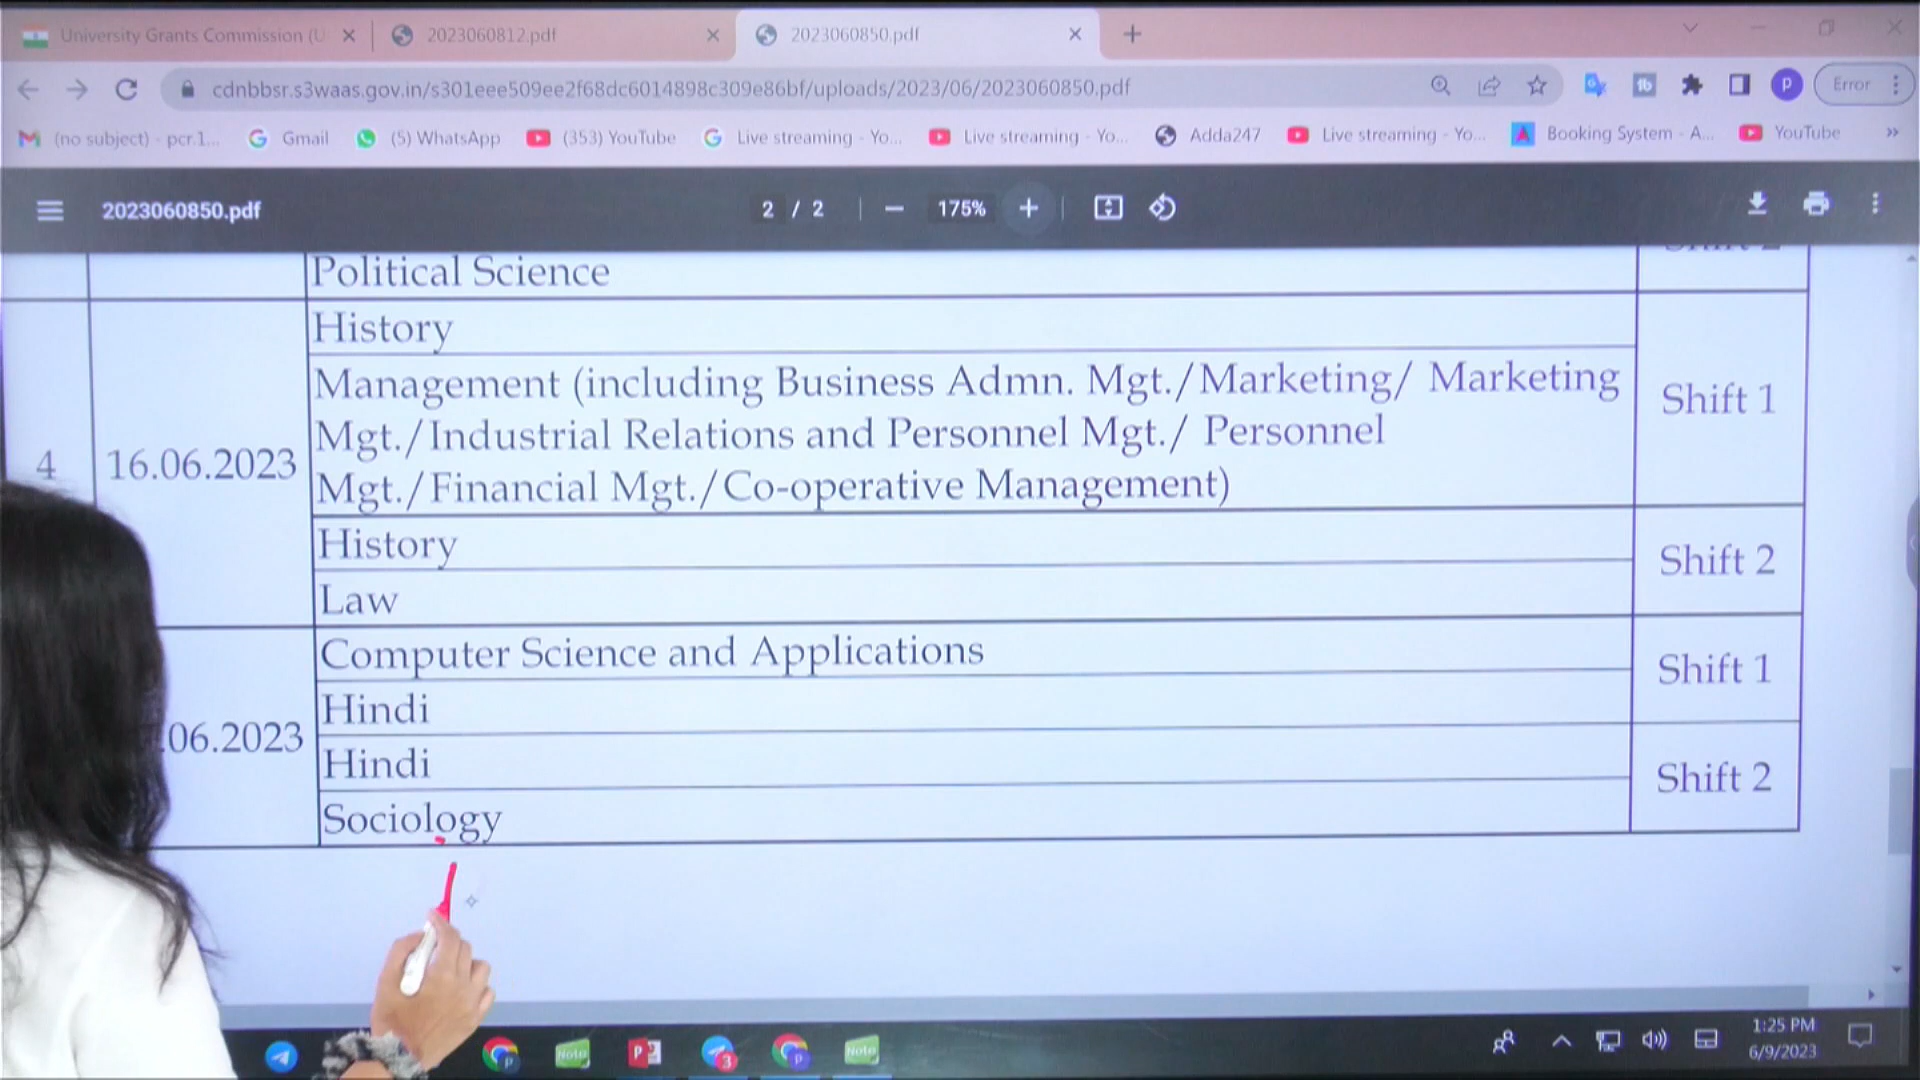 University Grants Commission (U
2023060812.pdf
2023060850.pdf
cdnbbsr.s3waas.gov.in/s301eee509ee2f68dc6014898c309e86bf/uploads/2023/06/2023060850.pdf
Error
(no subject) - pcr.1...
Gmail
(5) WhatsApp
(353) YouTube
Live streaming - Yo...
Live streaming - Yo...
Adda247
Live streaming - Yo...
Booking System - A...
YouTube
2023060850.pdf
2 / 2
175%
Political Science
4
16.06.2023
History
Management (including Business Admn. Mgt./Marketing/ Marketing
Mgt./Industrial Relations and Personnel Mgt./ Personnel
Mgt./Financial Mgt./Co-operative Management)
Shift 1
History
Law
Shift 2
.06.2023
Computer Science and Applications
Hindi
Shift 1
Hindi
Sociology
Shift 2
Note
3
Note
1:25 PM
6/9/2023